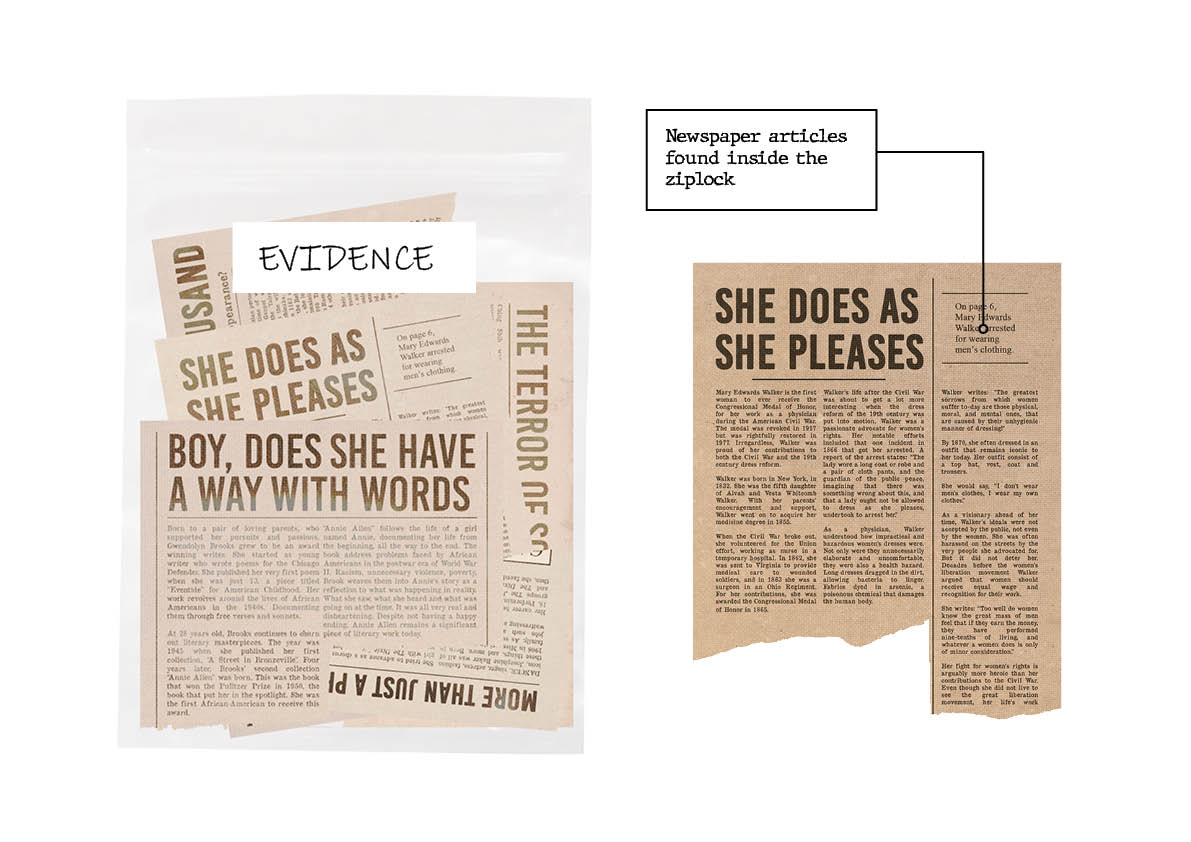 EVIDENCE
USAND
pearance?
SHE DOES AS
SHE PLEASES
On page 6,
Mary Edwards
Walker arrested
for wearing
men's clothing.
Walker writes: "The greatest
THE TERROR OF
Ching Shih
BOY, DOES SHE HAVE
A WAY WITH WORDS
Born to a pair of loving parents, who
supported her pursuits and passions,
Gwendolyn Brooks grew to be an award
winning writer. She started as young
writer who wrote poems for the Chicago
Defender. She published her very first poem
when she was just 13, a piece titled
"Eventide" for American Childhood. Her
work revolves around the lives of African
Americans in the 1940s. Documenting
them through free verses and sonnets.
At 28 years old, Brooks continues to churn
out literary masterpieces. The year was
1945 when she published her first
collection, "A Street in Bronzeville." Four
years later, Brooks' second collection
"Annie Allen" was born. This was the book
that won the Pulitzer Prize in 1950, the
book that put her in the spotlight. She was
the first African-American to receive this
award.
"Annie Allen" follows the life of a girl
named Annie, documenting her life from
the beginning, all the way to the end. The
book address problems faced by African
Americans in the postwar era of World War
II. Racism, unnecessary violence, poverty,
Brook weaves them into Annie's story as a
reflection to what was happening in reality.
What she saw, what she heard and what was
going on at the time. It was all very real and
disheartening. Despite not having a happy
ending, Annie Allen remains a significant
piece of literary work today.
MORE THAN JUST A P
Newspaper articles
found inside the
ziplock
SHE DOES AS
SHE PLEASES
On page 6,
Mary Edwards
Walker arrested
for wearing
men's clothing.
Mary Edwards Walker is the first
woman to ever receive the
Congressional Medal of Honor,
for her work as a physician
during the American Civil War.
The medal was revoked in 1917
but was rightfully restored in
1977. Irregardless, Walker was
proud of her contributions to
both the Civil War and the 19th
century dress reform.
Walker was born in New York, in
1832. She was the fifth daughter
of Alvah and Vesta Whitcomb
Walker. With her parents'
encouragement and support,
Walker went on to acquire her
medicine degree in 1855.
When the Civil War broke out,
she volunteered for the Union
effort, working as nurse in a
temporary hospital. In 1862, she
was sent to Virginia to provide
medical care to wounded
soldiers, and in 1863 she was a
surgeon in an Ohio Regiment.
For her contributions, she was
awarded the Congressional Medal
of Honor in 1865.
Walker's life after the Civil War
was about to get a lot more
interesting when the dress
reform of the 19th century was
put into motion. Walker was a
passionate advocate for women's
rights. Her notable efforts
included that one incident in
1866 that got her arrested. A
report of the arrest states: "The
lady wore a long coat or robe and
a pair of cloth pants, and the
guardian of the public peace,
imagining that there was
something wrong about this, and
that a lady ought not be allowed
to dress as she pleases,
undertook to arrest her."
As a physician, Walker
understood how impractical and
hazardous women's dresses were.
Not only were they unnecessarily
elaborate and uncomfortable,
they were also a health hazard.
Long dresses dragged in the dirt,
allowing bacteria to linger.
Fabrics dyed in arsenic, a
poisonous chemical that damages
the human body.
Walker writes: "The greatest
sorrows from which women
suffer to-day are those physical,
moral, and mental ones, that
are caused by their unhygienic
manner of dressing!"
By 1870, she often dressed in an
outfit that remains iconic to
her today. Her outfit consist of
a top hat, vest, coat and
trousers.
She would say, "I don't wear
men's clothes, I wear my own
clothes."
As a visionary ahead of her
time, Walker's ideals were not
accepted by the public, not even
by the women. She was often
harassed on the streets by the
very people she advocated for.
But it did not deter her.
Decades before the women's
liberation movement Walker
argued that women should
receive equal wage and
recognition for their work.
She writes: "Too well do women
know the great mass of men
feel that if they earn the money,
they have performed
nine-tenths of living, and
whatever a women does is only
of minor consideration."
Her fight for women's rights is
arguably more heroic than her
contributions to the Civil War.
Even though she did not live to
see the great liberation
movement, her life's work